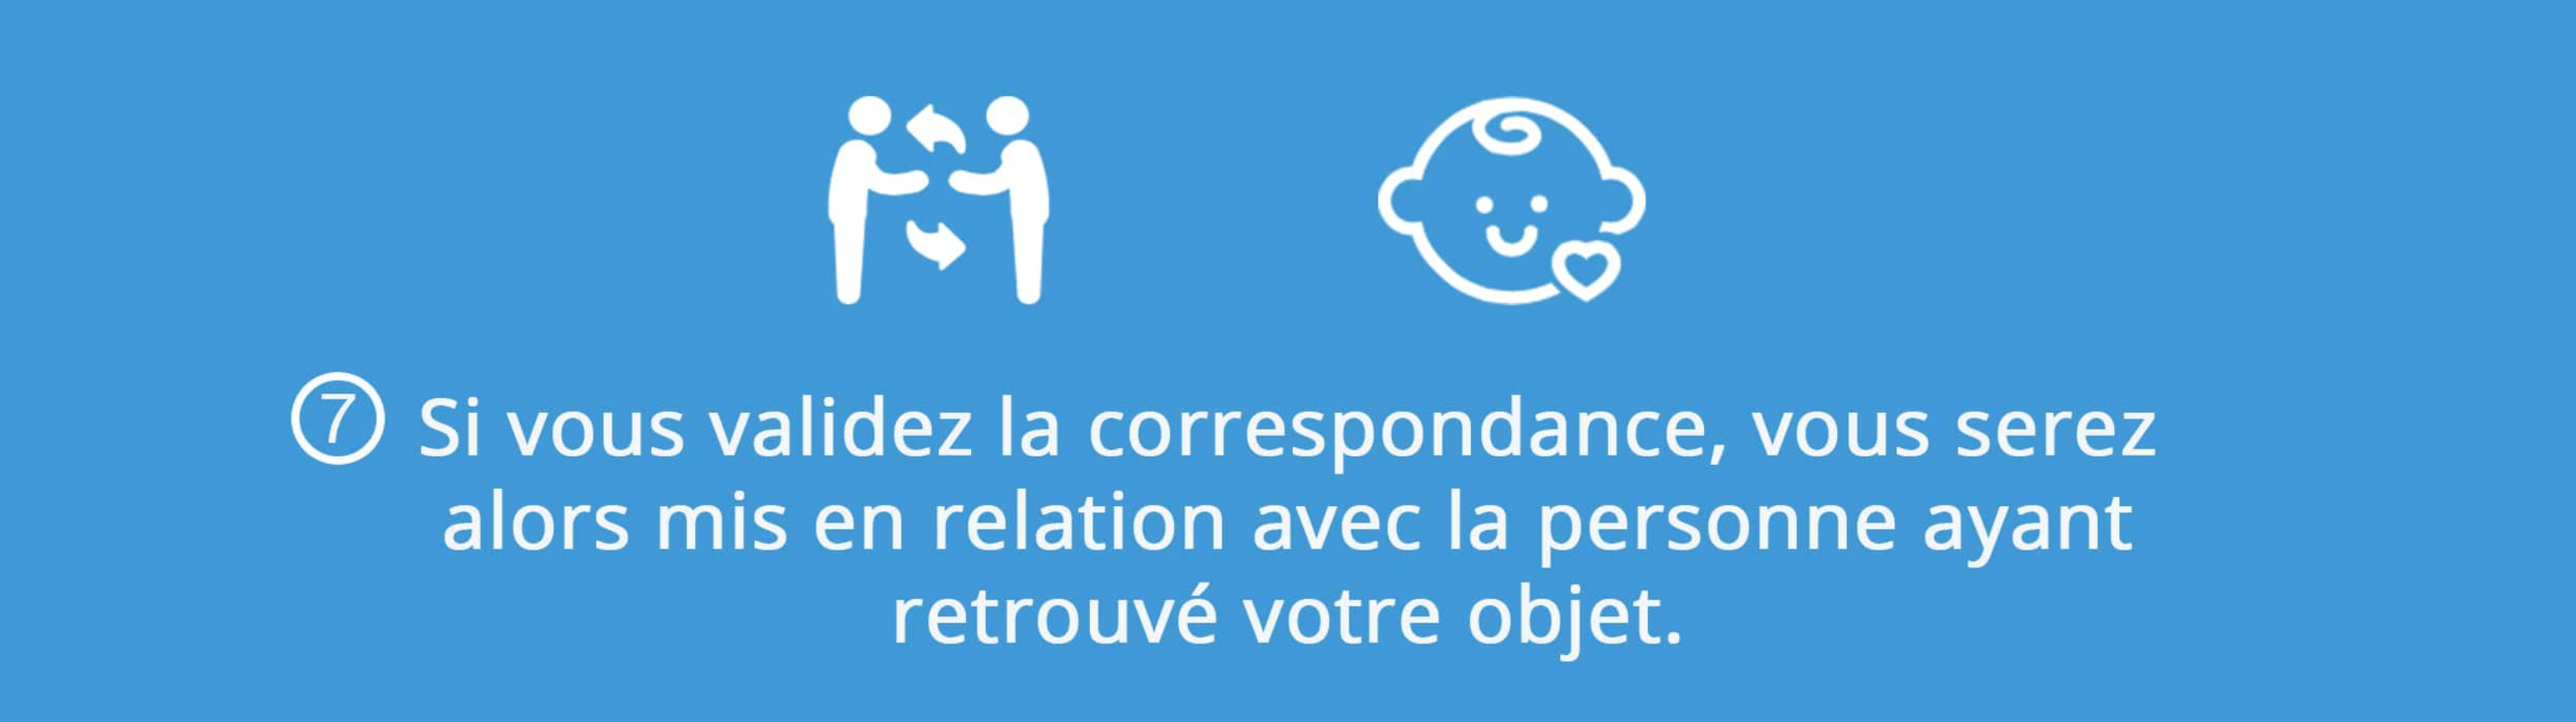 ⑦ Si vous validez la correspondance, vous serez
alors mis en relation avec la personne ayant
retrouvé votre objet.